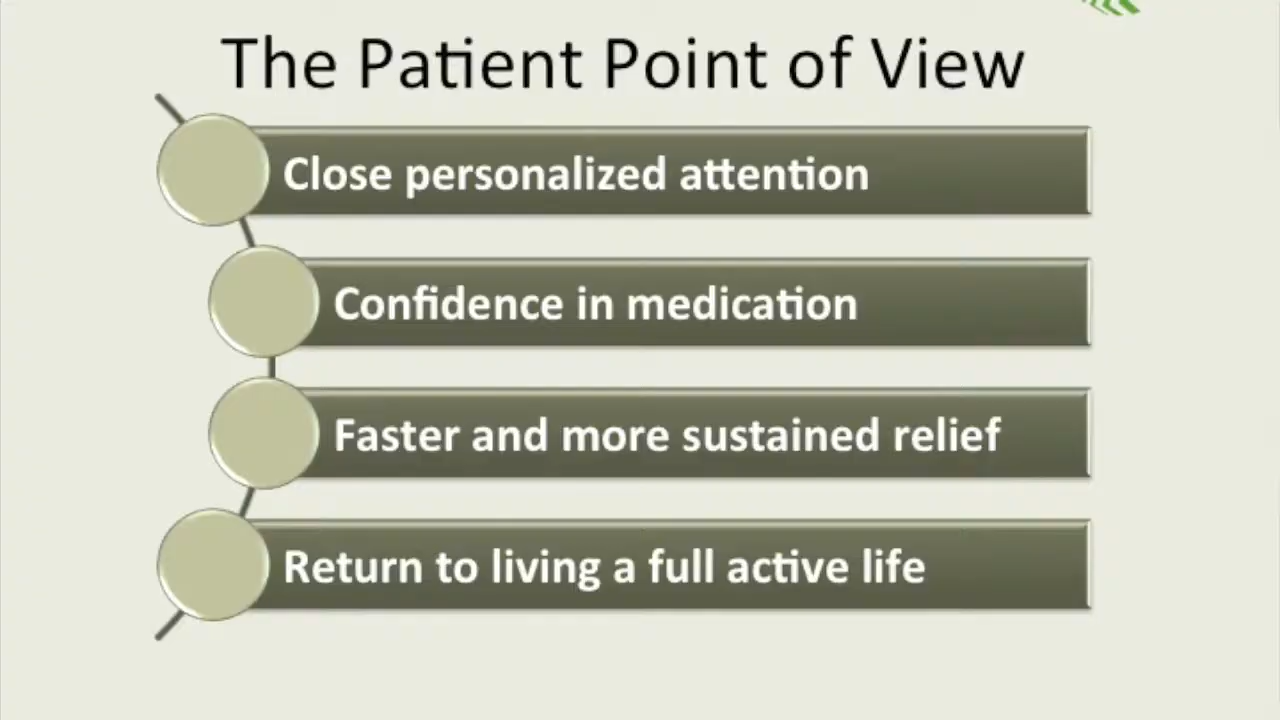 The Patient Point of View
Close personalized attention
Confidence in medication
Faster and more sustained relief
Return to living a full active life